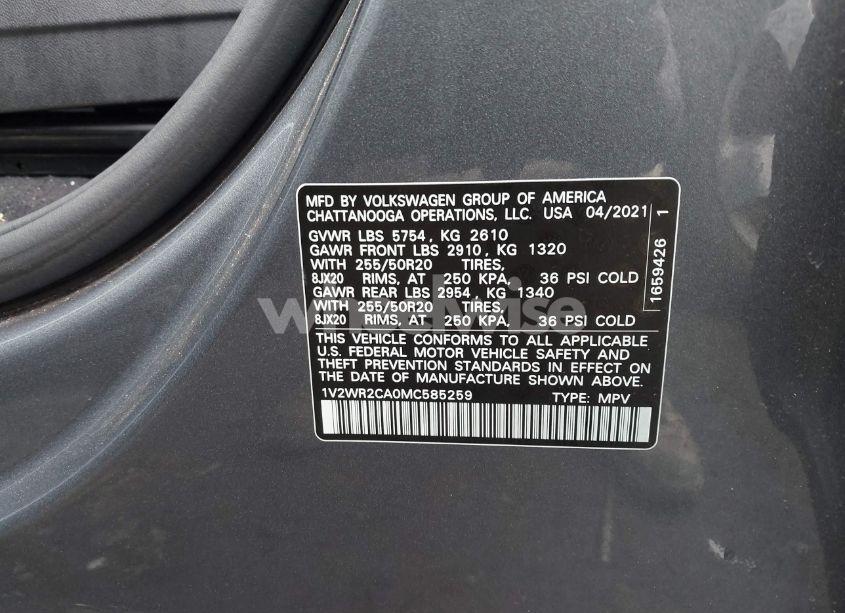 MFD BY VOLKSWAGEN GROUP OF AMERICA
CHATTANOOGA OPERATIONS, LLC. USA 04/2021
GVWR LBS 5754, KG 2610
GAWR FRONT LBS 2910, KG 1320
WITH 255/50R20 TIRES,
8JX20 RIMS, AT 250 KPA, 36 PSI COLD
GAWR REAR LBS 2954, KG 1340
WITH 255/50R20 TIRES,
8JX20 RIMS, AT 250 KPA, 36 PSI COLD
THIS VEHICLE CONFORMS TO ALL APPLICABLE
U.S. FEDERAL MOTOR VEHICLE SAFETY AND
THEFT PREVENTION STANDARDS IN EFFECT ON
THE DATE OF MANUFACTURE SHOWN ABOVE.
1V2WR2CA0MC585259 TYPE: MPV
1659426 1